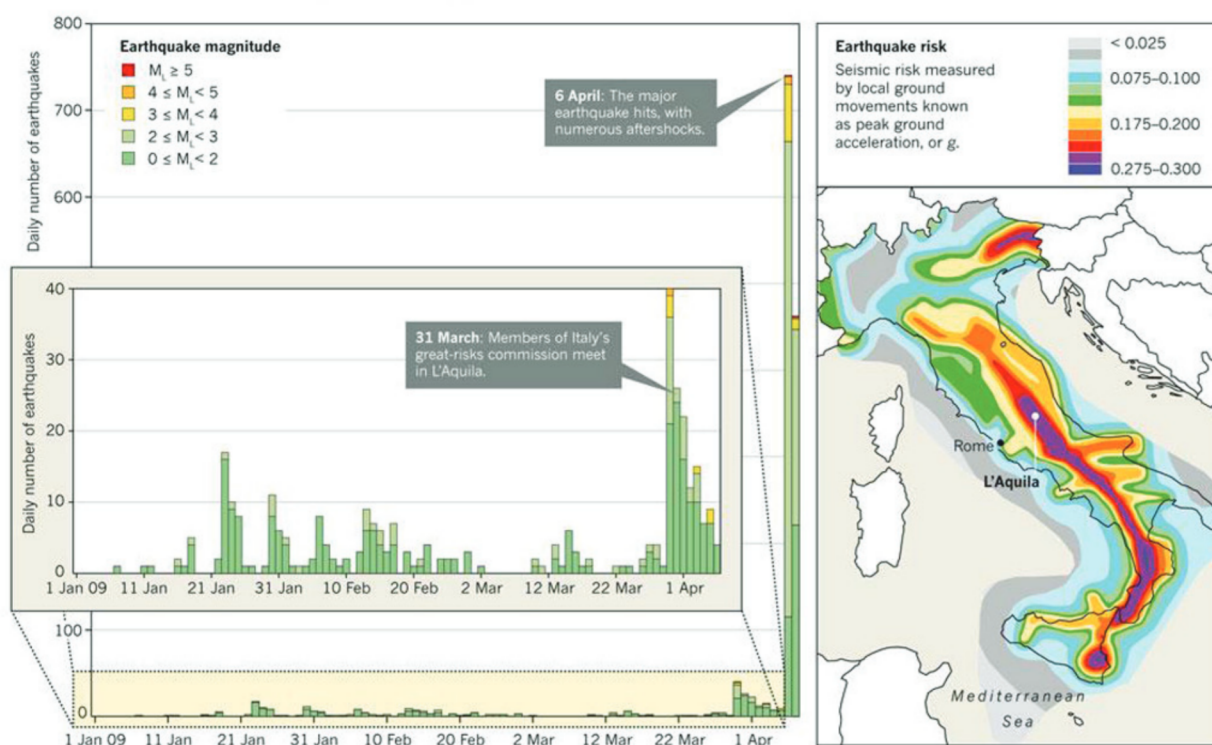 800
700
600
100
0
Daily number of earthquakes
Earthquake magnitude
M_L ≥ 5
4 ≤ M_L < 5
3 ≤ M_L < 4
2 ≤ M_L < 3
0 ≤ M_L < 2
6 April: The major
earthquake hits, with
numerous aftershocks.
40
30
20
10
0
Daily number of earthquakes
31 March: Members of Italy's
great-risks commission meet
in L'Aquila.
1 Jan 09 11 Jan 21 Jan 31 Jan 10 Feb 20 Feb 2 Mar 12 Mar 22 Mar 1 Apr
1 Jan 09 11 Jan 21 Jan 31 Jan 10 Feb 20 Feb 2 Mar 12 Mar 22 Mar 1 Apr
Earthquake risk
Seismic risk measured
by local ground
movements known
as peak ground
acceleration, or g.
< 0.025
0.075–0.100
0.175–0.200
0.275–0.300
Rome
L'Aquila
Mediterranean
Sea